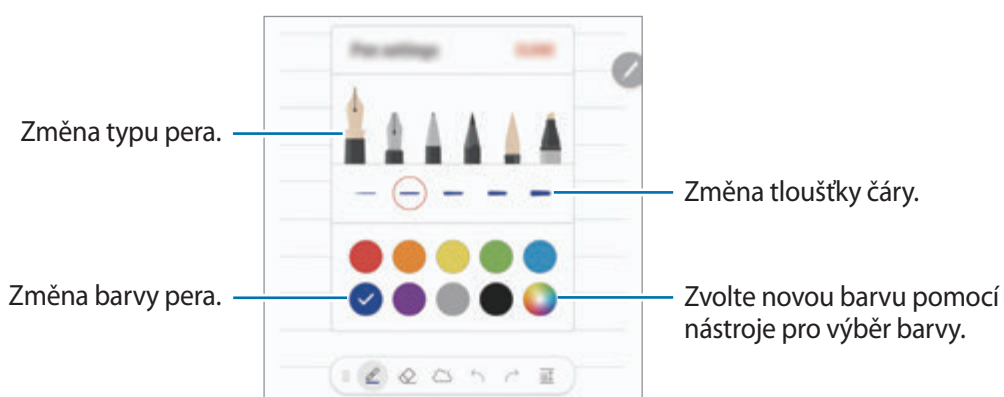 Změna typu pera.
Změna tloušťky čáry.
Změna barvy pera.
Zvolte novou barvu pomocí
nástroje pro výběr barvy.